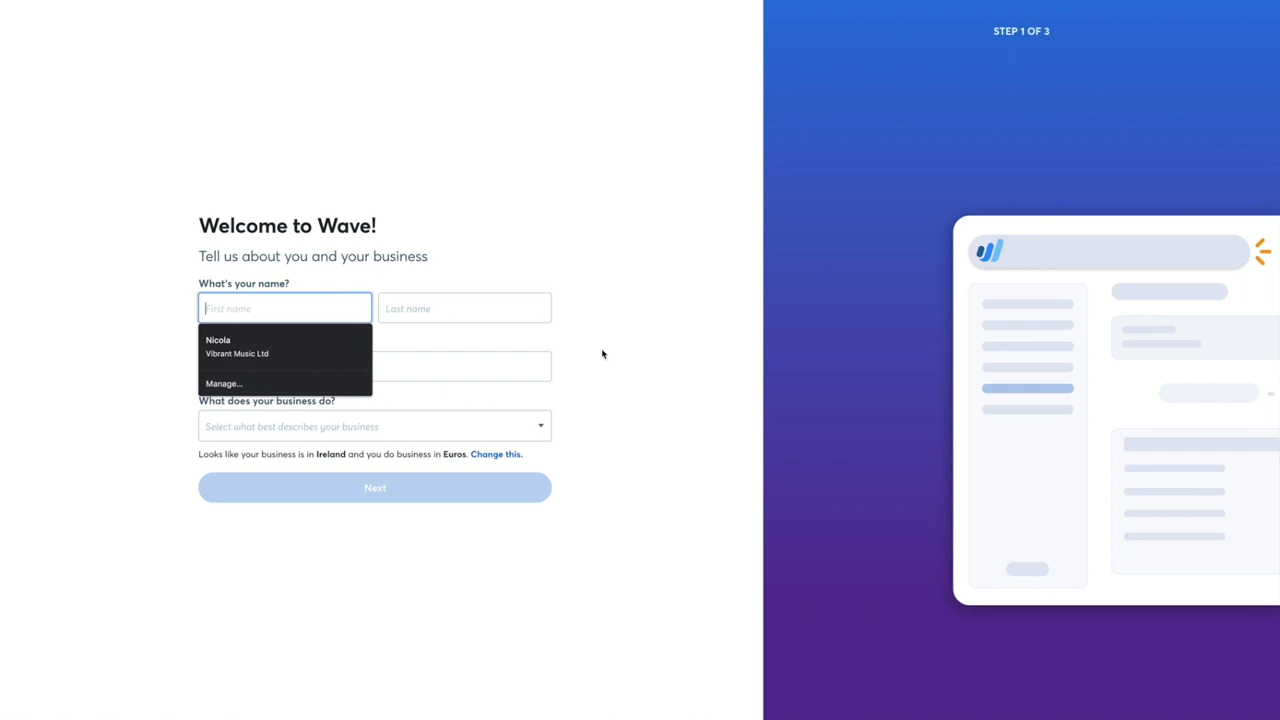 STEP 1 OF 3
Welcome to Wave!
Tell us about you and your business
What's your name?
First name
Last name
Nicola
Vibrant Music Ltd
Manage...
What does your business do?
Select what best describes your business
Looks like your business is in Ireland and you do business in Euros. Change this.
Next